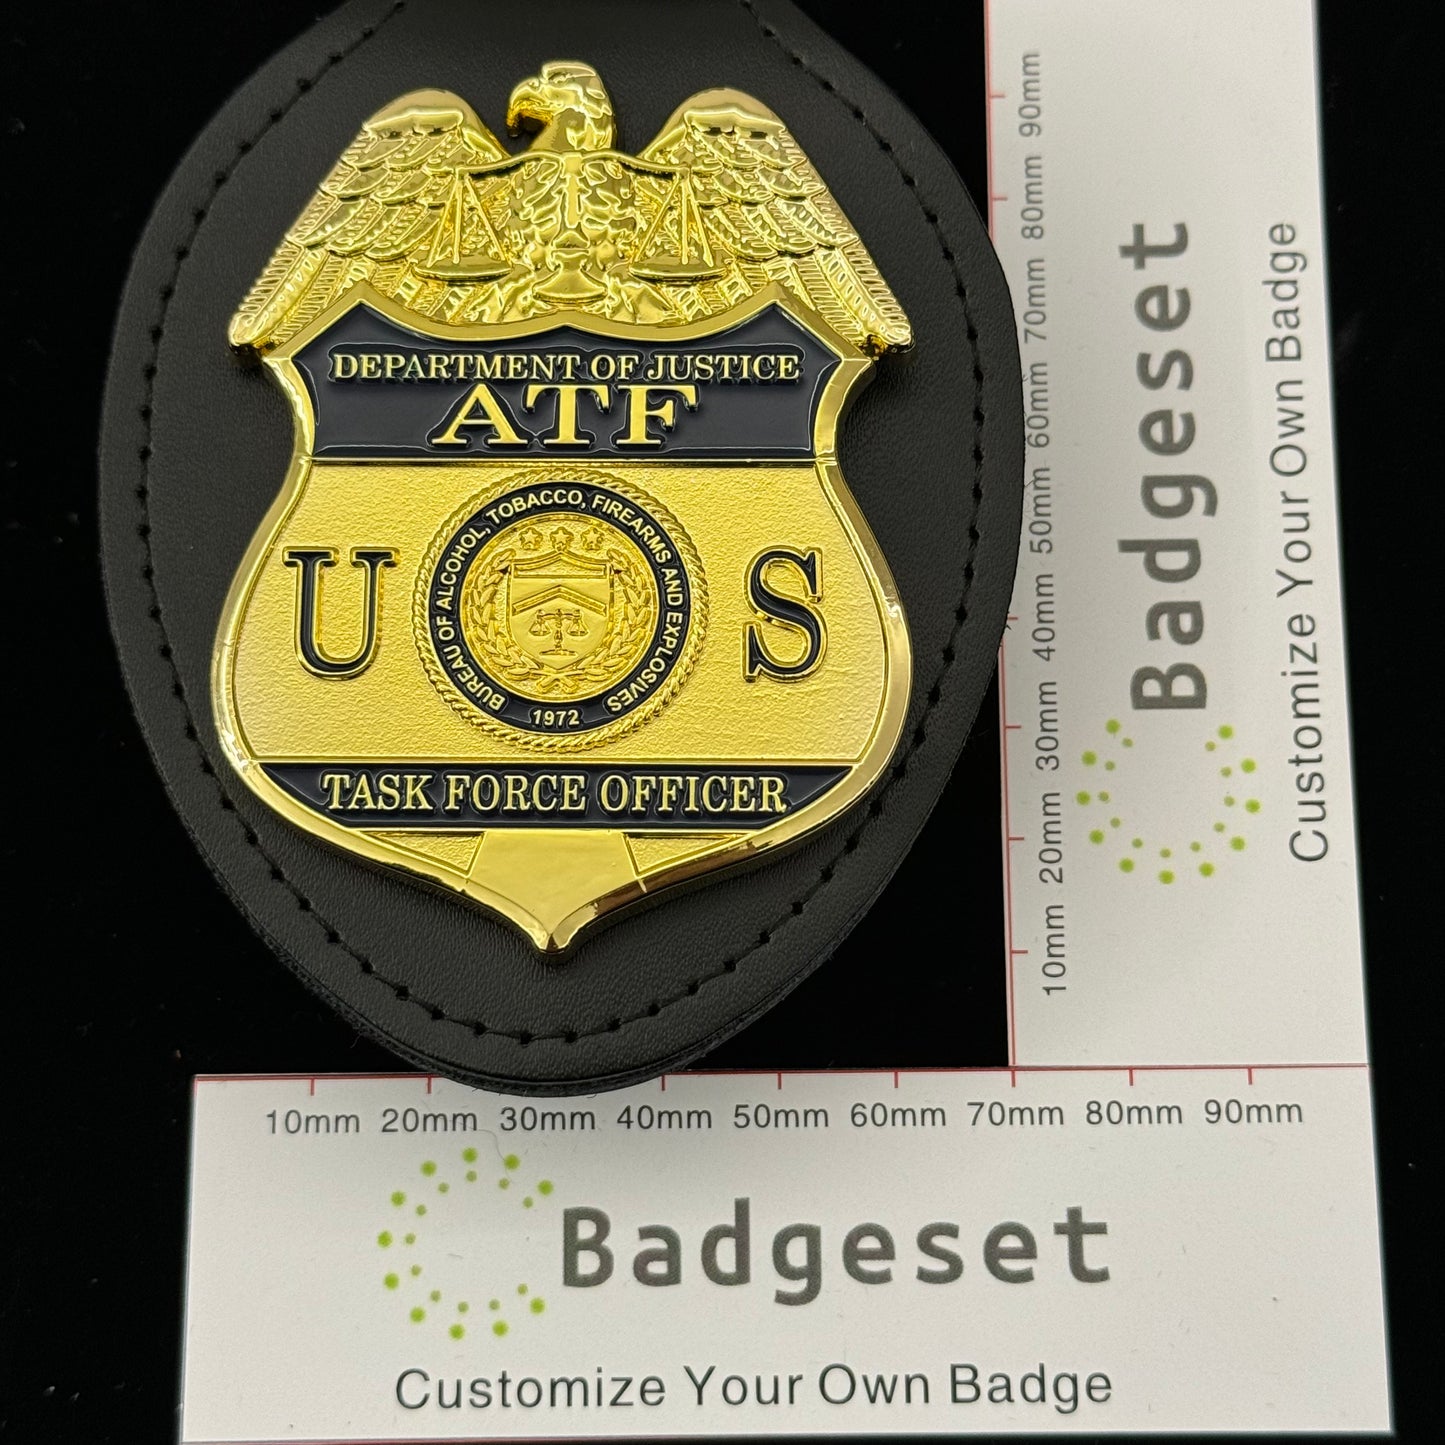 DEPARTMENT OF JUSTICE
ATF
U S
BUREAU OF ALCOHOL, TOBACCO, FIREARMS AND EXPLOSIVES
1972
TASK FORCE OFFICER
90mm
80mm
70mm
60mm
50mm
40mm
30mm
20mm
10mm
Badgeset
Customize Your Own Badge
10mm 20mm 30mm 40mm 50mm 60mm 70mm 80mm 90mm
Badgeset
Customize Your Own Badge